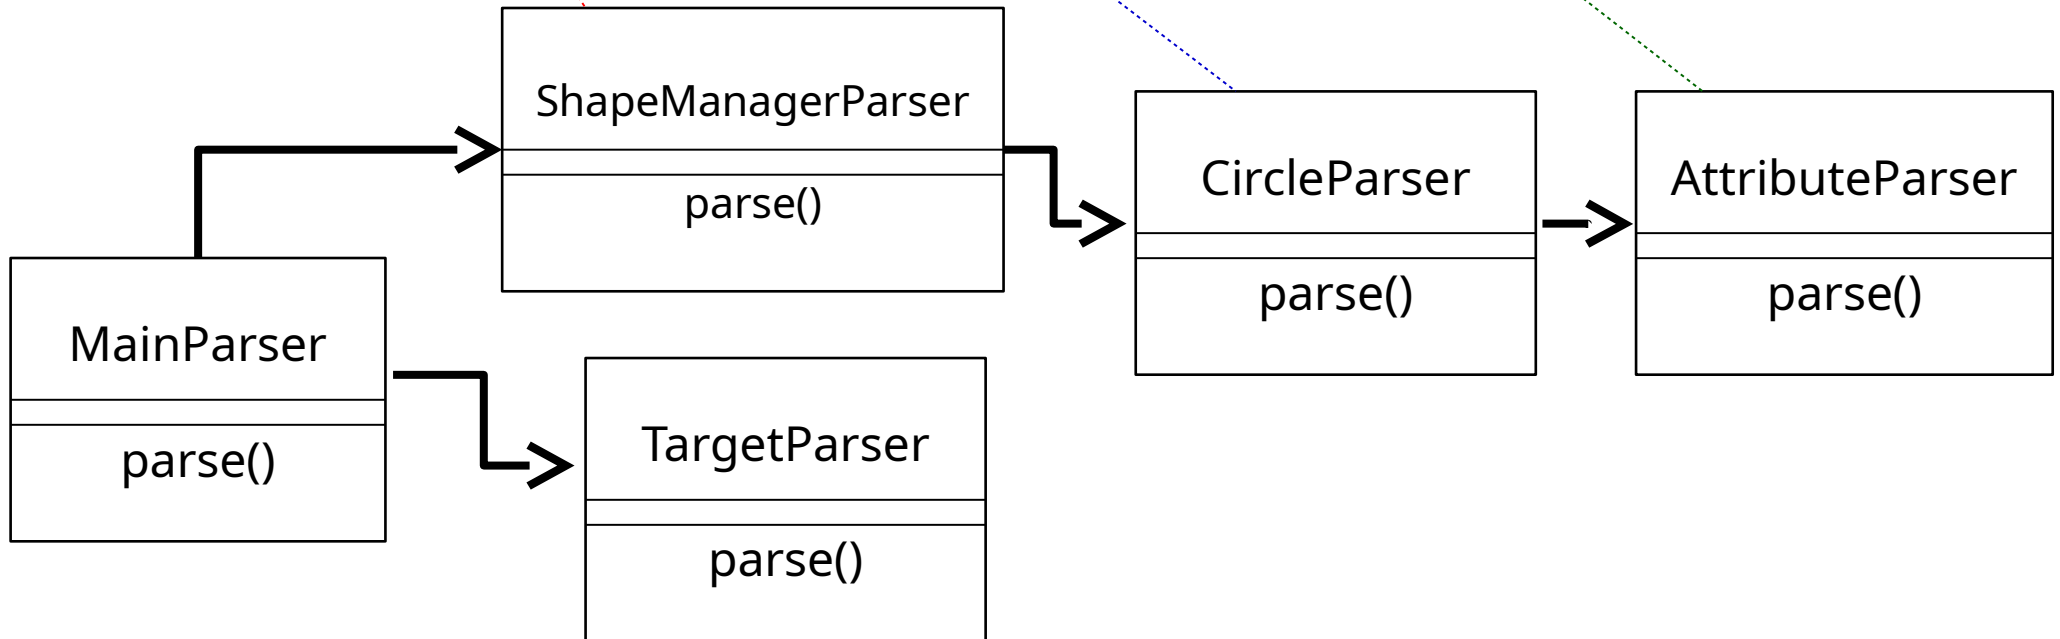 ShapeManagerParser
parse()
CircleParser
parse()
AttributeParser
parse()
MainParser
parse()
TargetParser
parse()